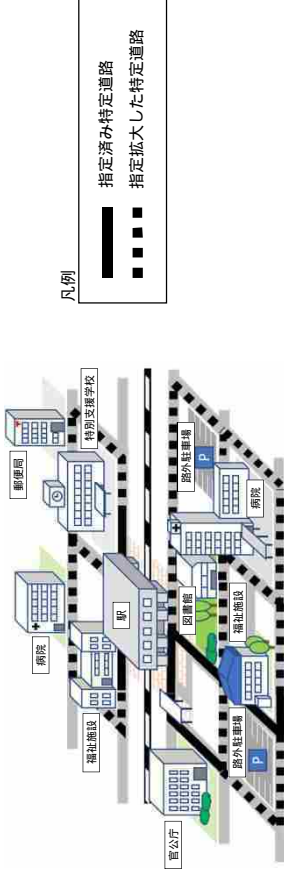 凡例
指定済み特定道路
指定拡大した特定道路
郵便局
特別支援学校
病院
福祉施設
駅
路外駐車場
P
病院
図書館
福祉施設
官公庁
路外駐車場
P